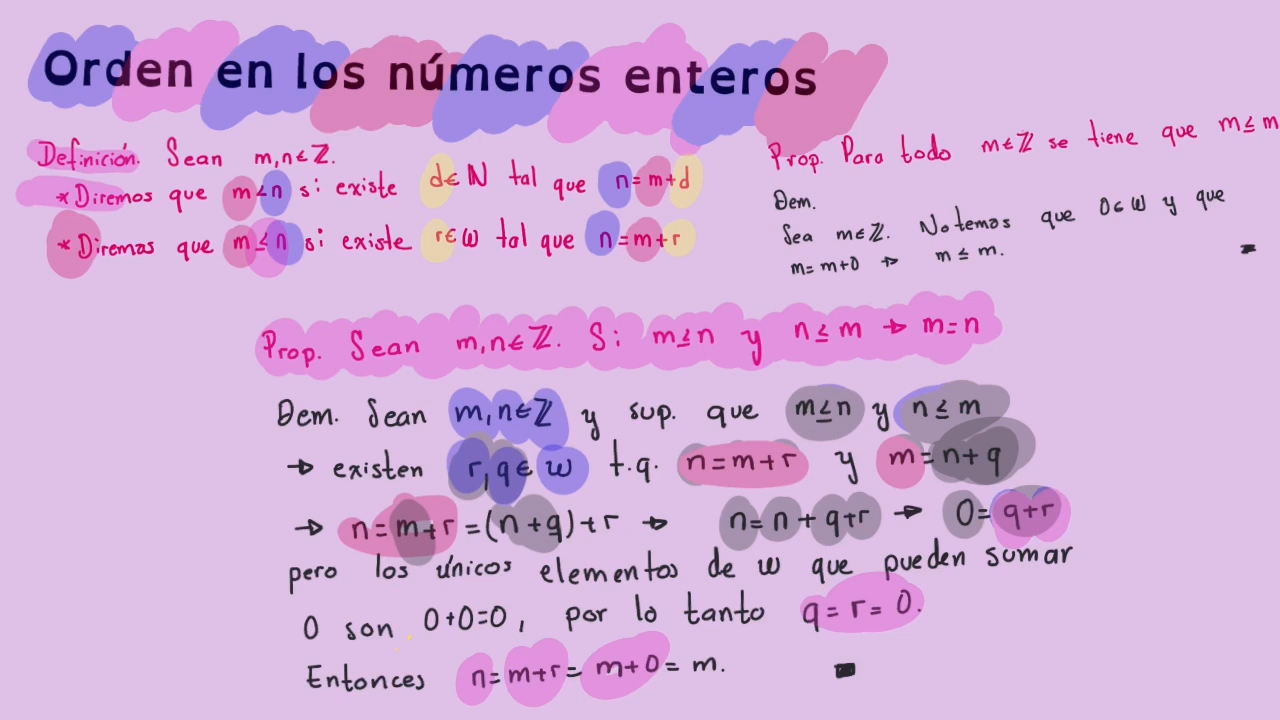 Orden en los números enteros
Definición. Sean m,n∈ℤ.
*Diremos que m<n si existe d∈ℕ tal que n=m+d
*Diremos que m≤n si existe r∈ω tal que n=m+r
Prop. Para todo m∈ℤ se tiene que m≤m
Dem.
Sea m∈ℤ. Notemos que 0∈ω y que
m=m+0 → m≤m. ■
Prop. Sean m,n∈ℤ. Si m≤n y n≤m → m=n
Dem. Sean m,n∈ℤ y sup. que m≤n y n≤m
→ existen r,q∈ω t.q. n=m+r y m=n+q
→ n=m+r=(n+q)+r → n=n+q+r → 0=q+r
pero los únicos elementos de ω que pueden sumar
0 son 0+0=0, por lo tanto q=r=0.
Entonces n=m+r=m+0=m. ■